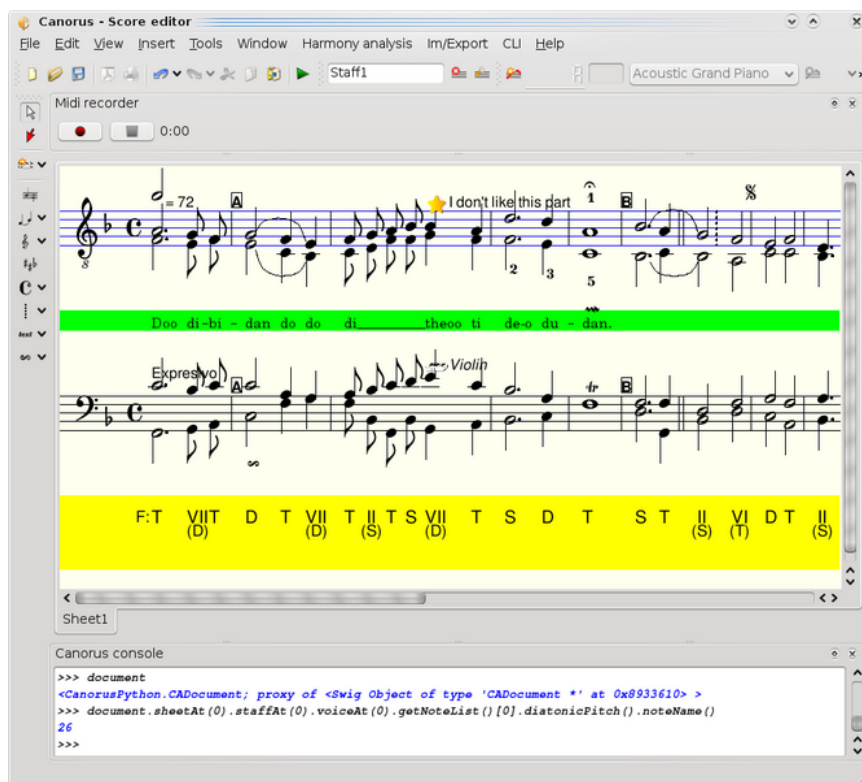 Canorus - Score editor
File Edit View Insert Tools Window Harmony analysis Im/Export CLI Help
Staff1 Acoustic Grand Piano
Midi recorder
0:00
= 72 A I don't like this part 1 B
8 2 3 5
Doo di-bi - dan do do di________theoo ti de-o du - dan.
Expresivo A Violin tr B
F:T VII T D T VII T II T S VII T S D T S T II VI D T II
(D) (D) (S) (D) (S) (T) (S)
text
Sheet1
Canorus console
>>> document
<CanorusPython.CADocument; proxy of <Swig Object of type 'CADocument *' at 0x8933610> >
>>> document.sheetAt(0).staffAt(0).voiceAt(0).getNoteList()[0].diatonicPitch().noteName()
26
>>>